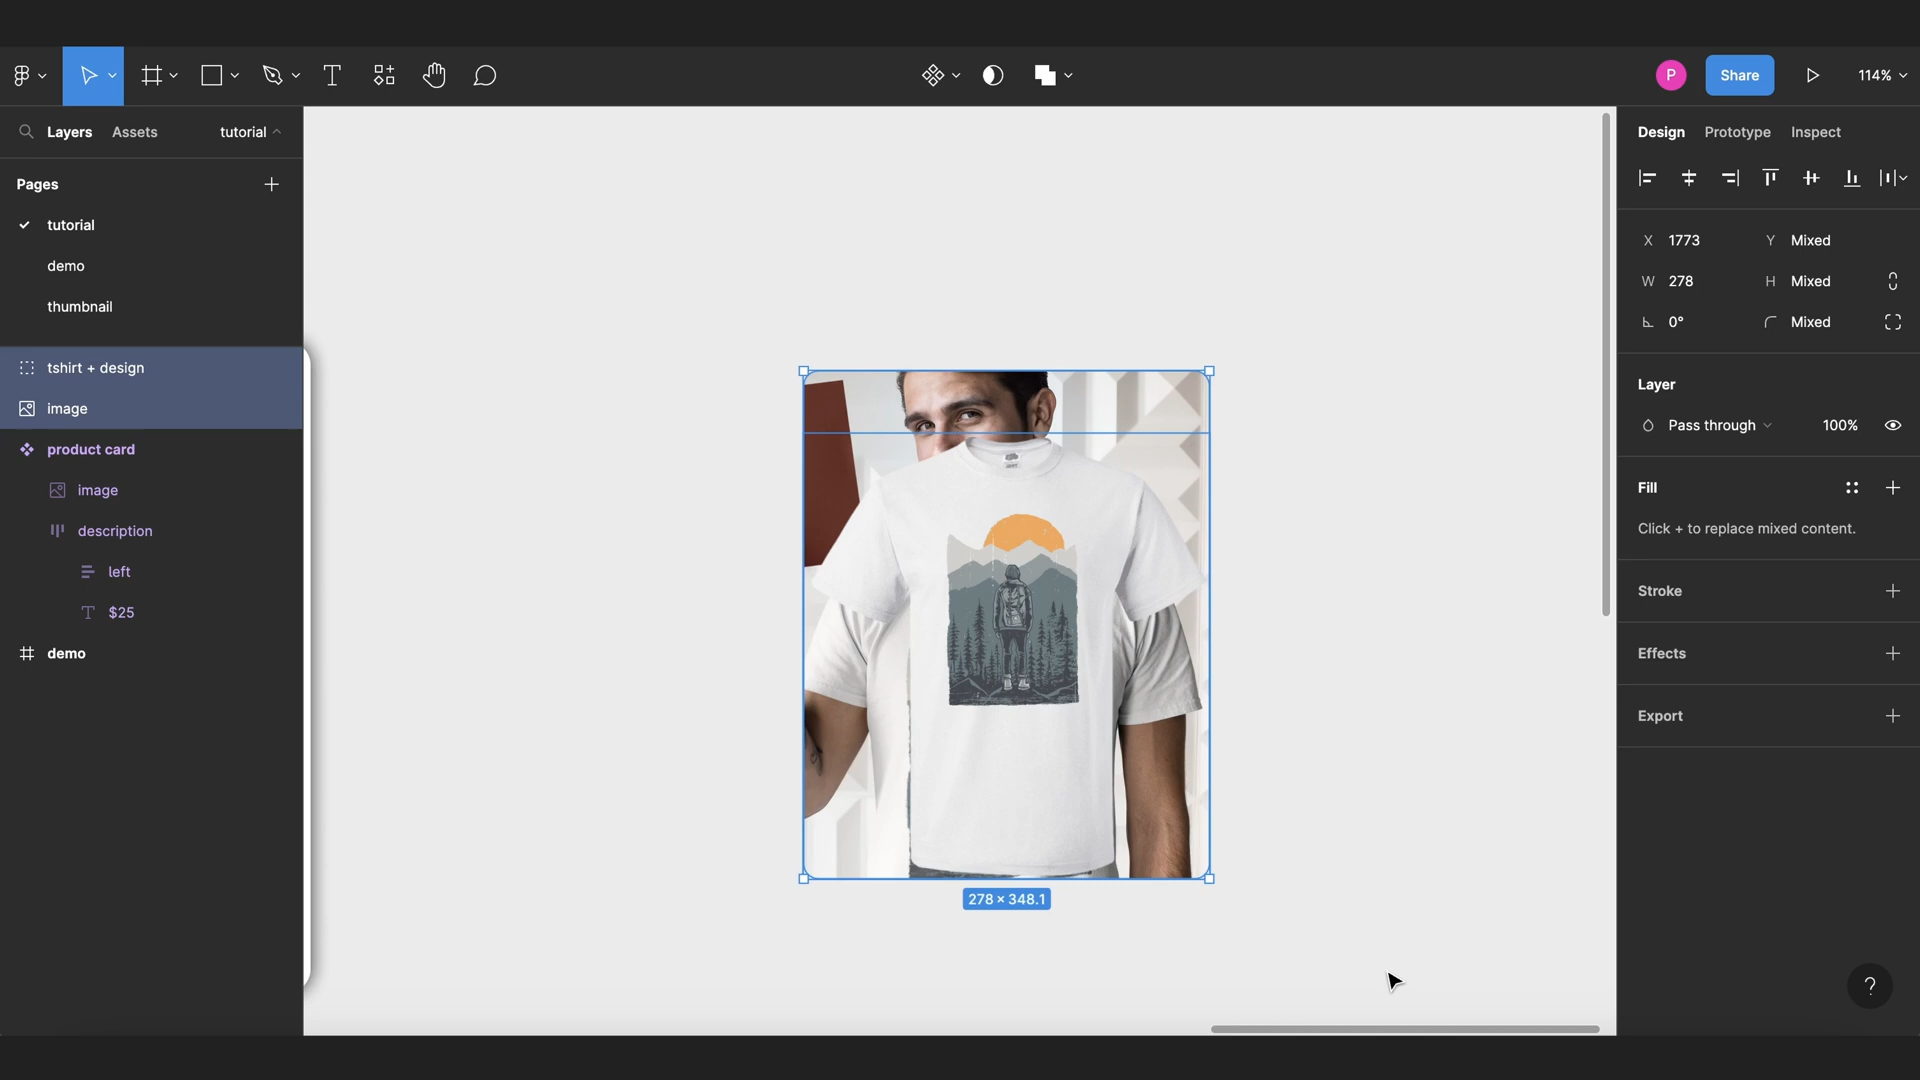 P
Share
114%
Layers
Assets
tutorial
Design
Prototype
Inspect
Pages
tutorial
demo
thumbnail
tshirt + design
image
product card
image
description
left
$25
demo
278 × 348.1
X 1773
Y Mixed
W 278
H Mixed
0°
Mixed
Layer
Pass through
100%
Fill
Click + to replace mixed content.
Stroke
Effects
Export
?